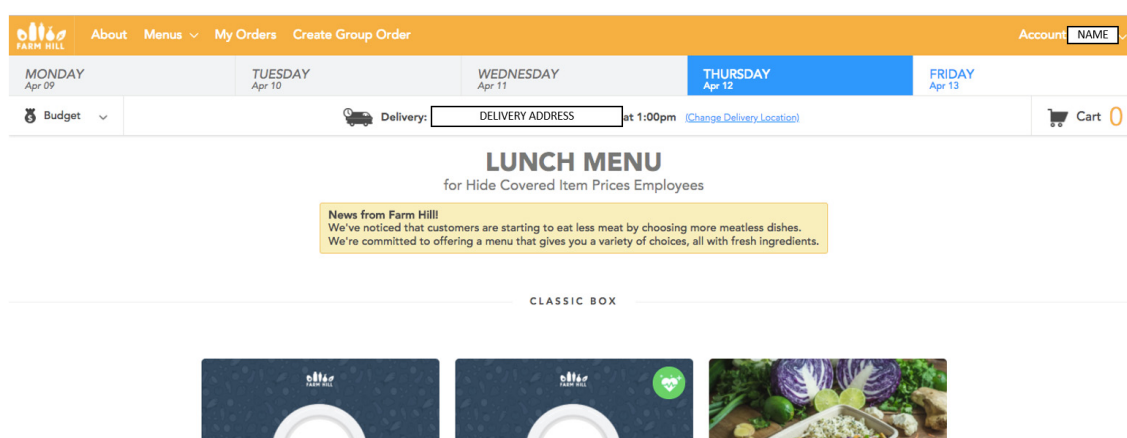 FARM HILL
About Menus My Orders Create Group Order Account NAME
MONDAY TUESDAY WEDNESDAY THURSDAY FRIDAY
Apr 09 Apr 10 Apr 11 Apr 12 Apr 13
Budget Delivery: DELIVERY ADDRESS at 1:00pm (Change Delivery Location) Cart 0
LUNCH MENU
for Hide Covered Item Prices Employees
News from Farm Hill!
We've noticed that customers are starting to eat less meat by choosing more meatless dishes.
We're committed to offering a menu that gives you a variety of choices, all with fresh ingredients.
CLASSIC BOX
FARM HILL FARM HILL